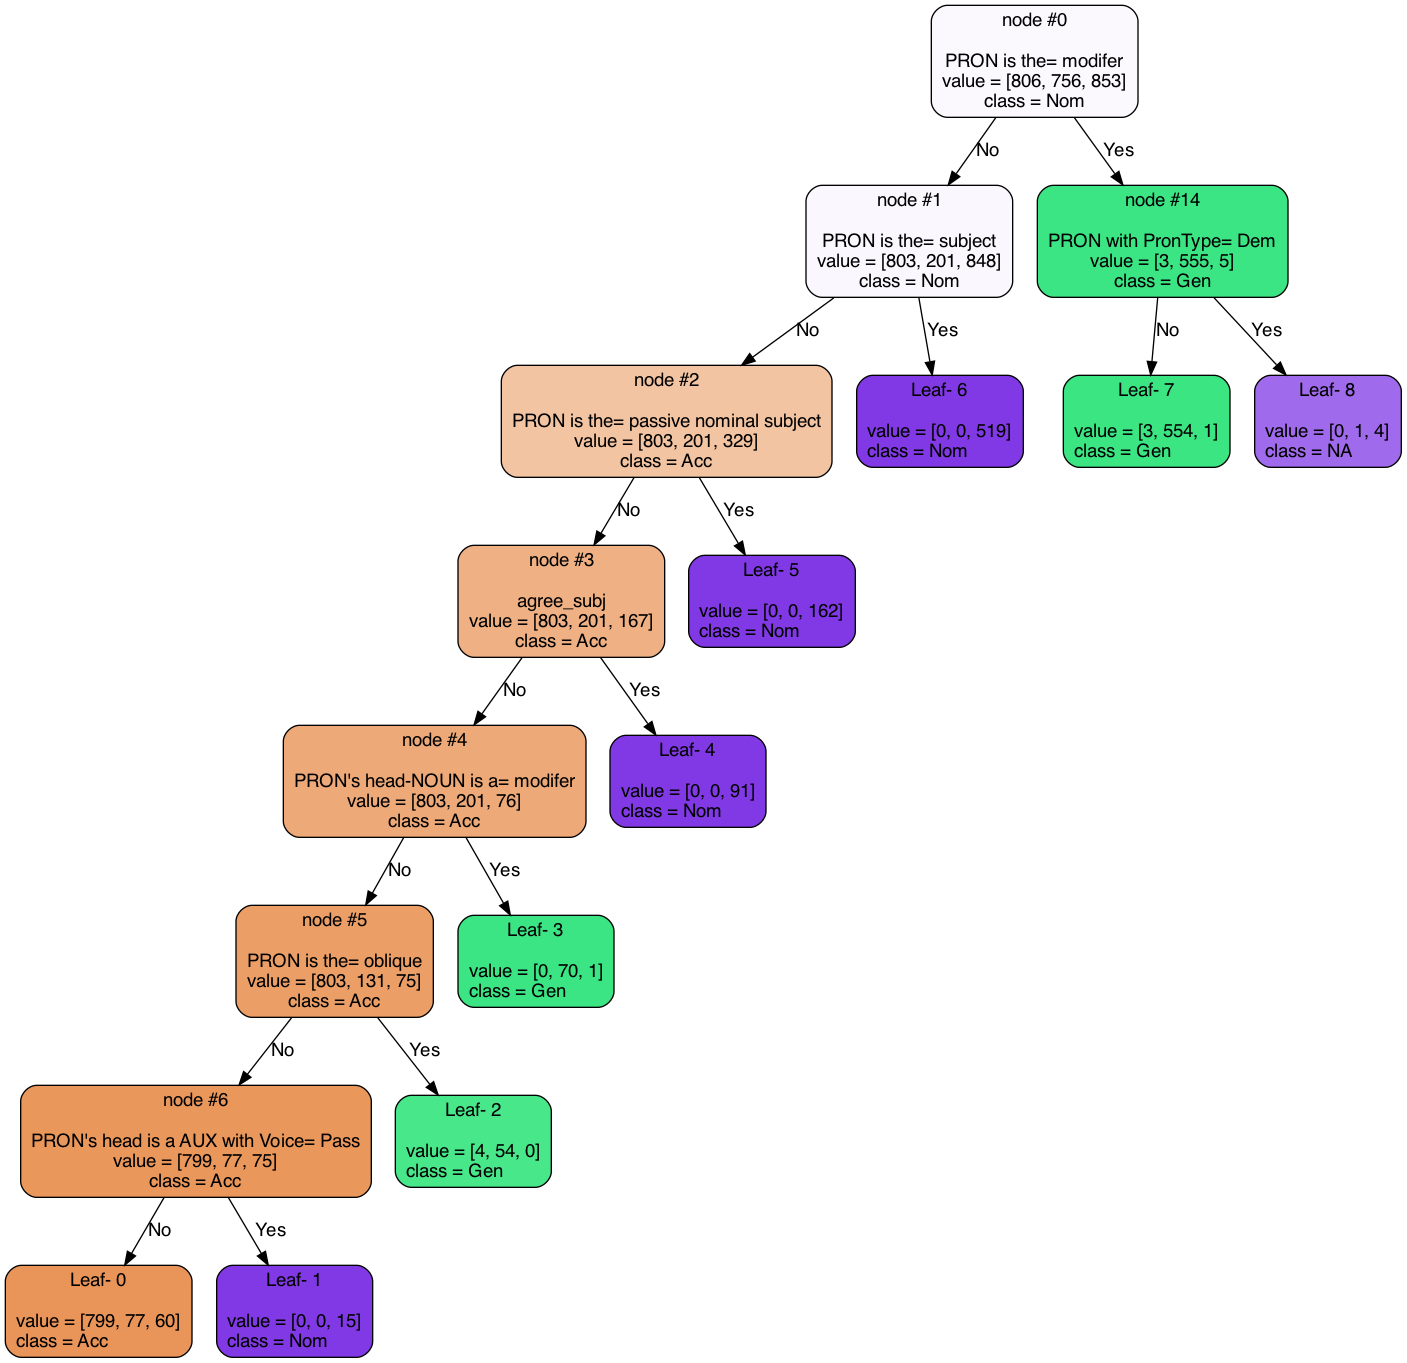 node #0
PRON is the= modifer
value = [806, 756, 853]
class = Nom
No
Yes
node #1
PRON is the= subject
value = [803, 201, 848]
class = Nom
node #14
PRON with PronType= Dem
value = [3, 555, 5]
class = Gen
No
Yes
No
Yes
node #2
PRON is the= passive nominal subject
value = [803, 201, 329]
class = Acc
Leaf- 6
value = [0, 0, 519]
class = Nom
Leaf- 7
value = [3, 554, 1]
class = Gen
Leaf- 8
value = [0, 1, 4]
class = NA
No
Yes
node #3
agree_subj
value = [803, 201, 167]
class = Acc
Leaf- 5
value = [0, 0, 162]
class = Nom
No
Yes
node #4
PRON's head-NOUN is a= modifer
value = [803, 201, 76]
class = Acc
Leaf- 4
value = [0, 0, 91]
class = Nom
No
Yes
node #5
PRON is the= oblique
value = [803, 131, 75]
class = Acc
Leaf- 3
value = [0, 70, 1]
class = Gen
No
Yes
node #6
PRON's head is a AUX with Voice= Pass
value = [799, 77, 75]
class = Acc
Leaf- 2
value = [4, 54, 0]
class = Gen
No
Yes
Leaf- 0
value = [799, 77, 60]
class = Acc
Leaf- 1
value = [0, 0, 15]
class = Nom